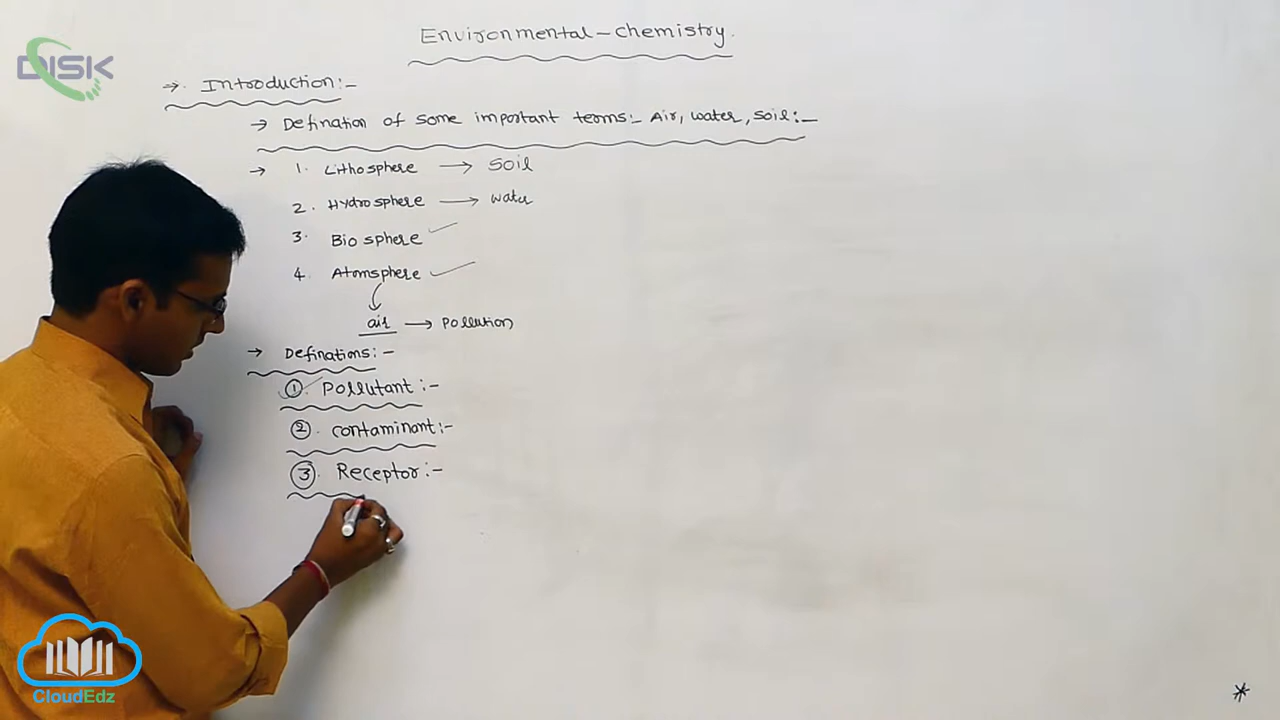 Environmental-chemistry.
DISK
→ Introduction:-
→ Defination of some important terms:- Air, water, soil:-
→ 1. Lithosphere → soil
2. Hydrosphere → water
3. Bio sphere ✓
4. Atomsphere ✓
air → pollution
→ Definations:-
① Pollutant:-
② contaminant:-
③ Receptor:-
CloudEdz
*